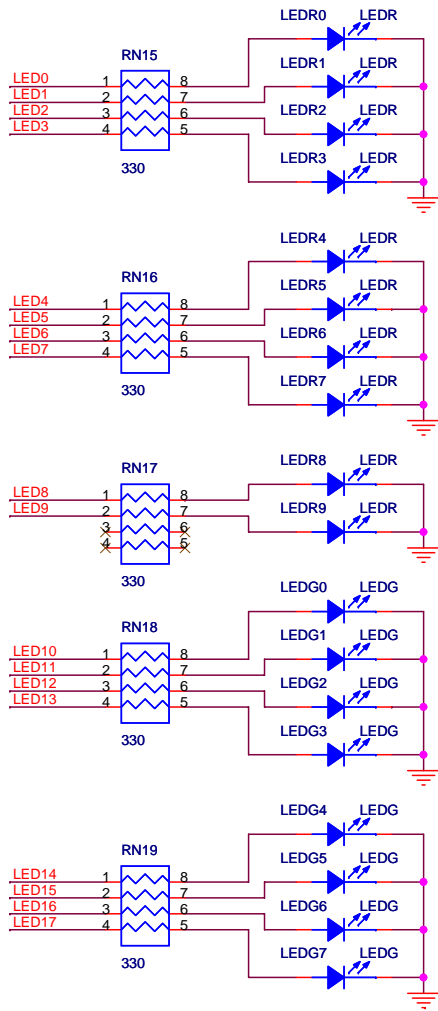 LEDR0 LEDR
RN15
LED0 1 8
LEDR1 LEDR
LED1 2 7
LED2 3 6
LEDR2 LEDR
LED3 4 5
330
LEDR3 LEDR
LEDR4 LEDR
RN16
LED4 1 8
LEDR5 LEDR
LED5 2 7
LED6 3 6
LEDR6 LEDR
LED7 4 5
330
LEDR7 LEDR
LEDR8 LEDR
RN17
LED8 1 8
LED9 2 7
LEDR9 LEDR
3 6
4 5
330
LEDG0 LEDG
RN18
LED10 1 8
LEDG1 LEDG
LED11 2 7
LED12 3 6
LEDG2 LEDG
LED13 4 5
330
LEDG3 LEDG
LEDG4 LEDG
RN19
LED14 1 8
LEDG5 LEDG
LED15 2 7
LED16 3 6
LEDG6 LEDG
LED17 4 5
330
LEDG7 LEDG